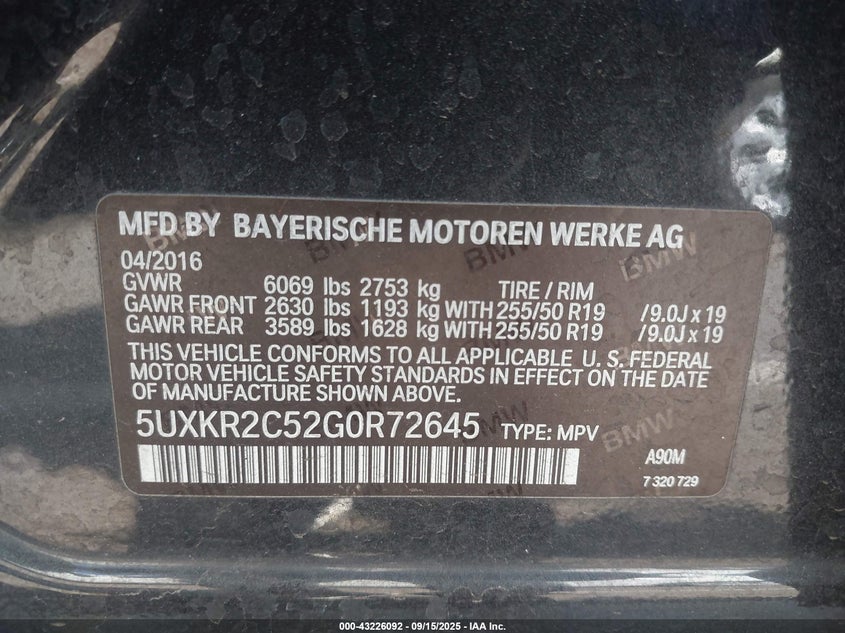 MFD BY BAYERISCHE MOTOREN WERKE AG
04/2016
GVWR 6069 lbs 2753 kg TIRE / RIM
GAWR FRONT 2630 lbs 1193 kg WITH 255/50 R19 /9.0J x 19
GAWR REAR 3589 lbs 1628 kg WITH 255/50 R19 /9.0J x 19
THIS VEHICLE CONFORMS TO ALL APPLICABLE U. S. FEDERAL
MOTOR VEHICLE SAFETY STANDARDS IN EFFECT ON THE DATE
OF MANUFACTURE SHOWN ABOVE.
5UXKR2C52G0R72645 TYPE: MPV
A90M
7 320 729
000-43226092 - 09/15/2025 - IAA Inc.